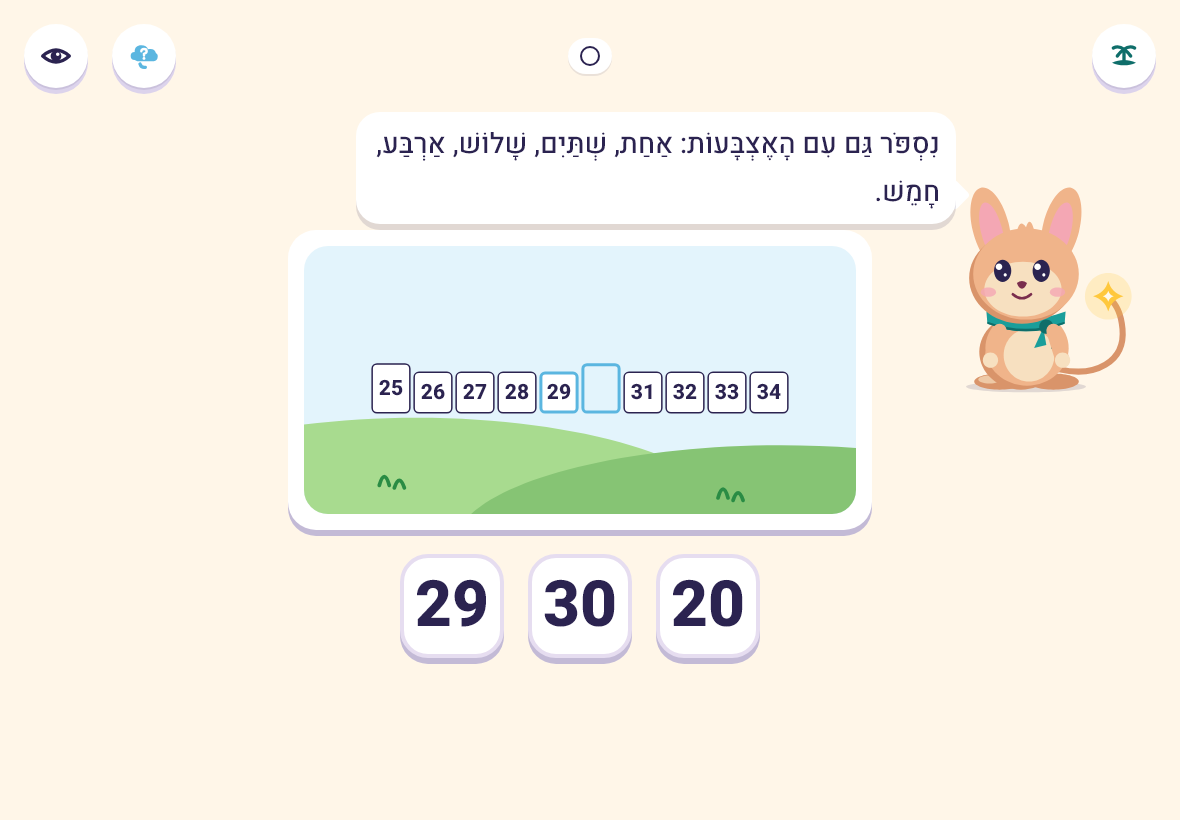 ?
נִסְפֹּר גַּם עִם הָאֶצְבָּעוֹת: אַחַת, שְׁתַּיִם, שָׁלוֹשׁ, אַרְבַּע,
חָמֵשׁ.
25 26 27 28 29 31 32 33 34
29 30 20